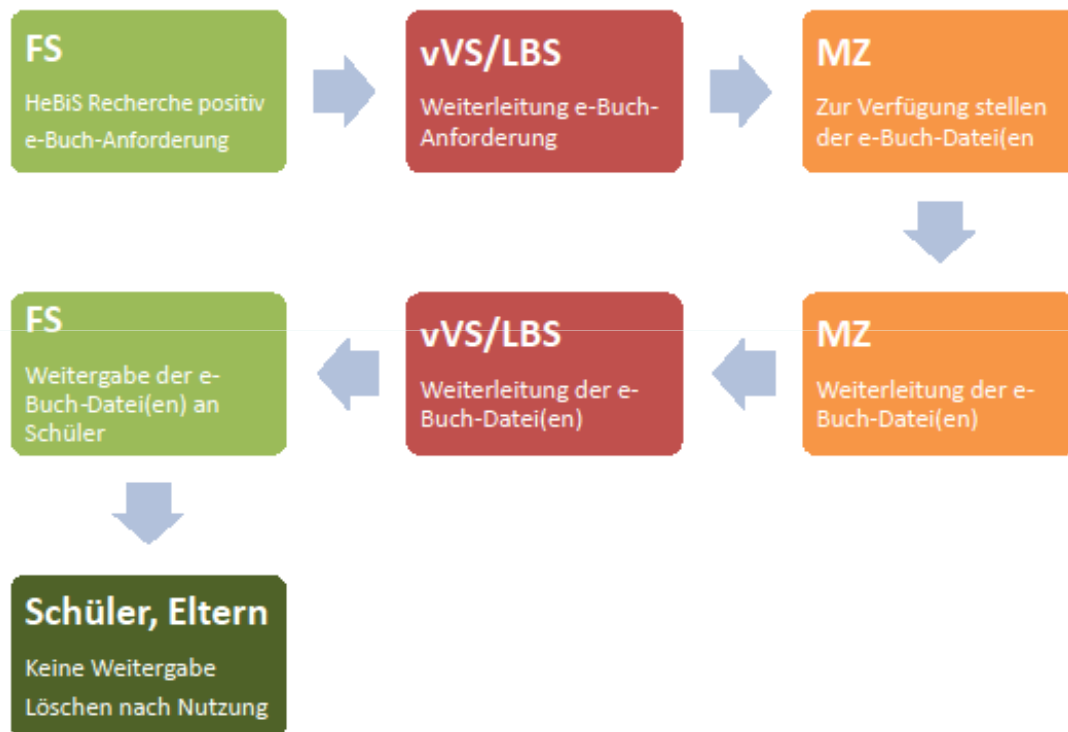 FS
HeBiS Recherche positiv
e-Buch-Anforderung
vVS/LBS
Weiterleitung e-Buch-
Anforderung
MZ
Zur Verfügung stellen
der e-Buch-Datei(en
FS
Weitergabe der e-
Buch-Datei(en) an
Schüler
vVS/LBS
Weiterleitung der e-
Buch-Datei(en)
MZ
Weiterleitung der e-
Buch-Datei(en)
Schüler, Eltern
Keine Weitergabe
Löschen nach Nutzung